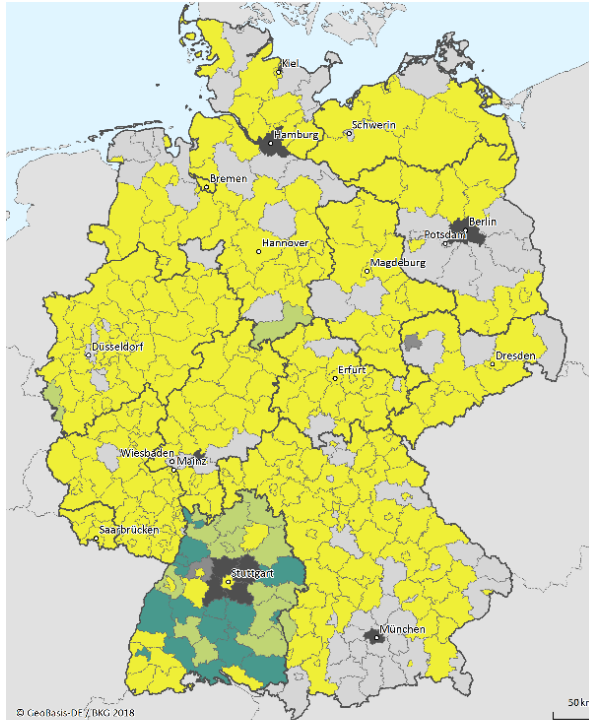 Kiel
Schwerin
Hamburg
Bremen
Berlin
Potsdam
Hannover
Magdeburg
Düsseldorf
Dresden
Erfurt
Wiesbaden
Mainz
Saarbrücken
Stuttgart
München
© GeoBasis-DE / BKG 2018
50 km